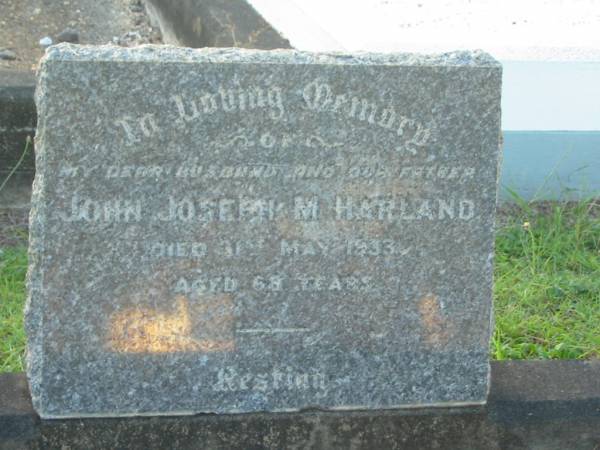 In Loving Memory
OF
MY DEAR HUSBAND AND OUR FATHER
JOHN JOSEPH M. HARLAND
DIED 31ST MAY 1933
AGED 68 YEARS
Resting